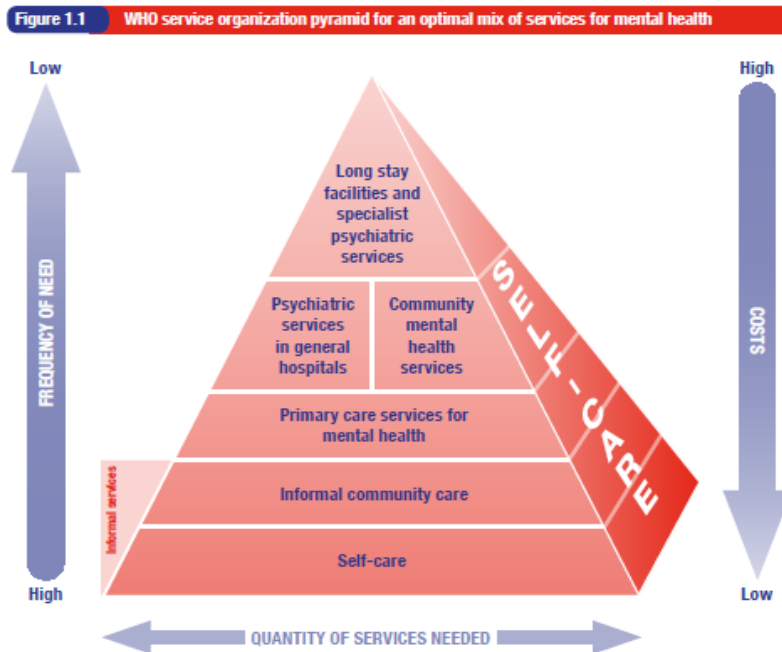 Figure 1.1 WHO service organization pyramid for an optimal mix of services for mental health
Low
High
FREQUENCY OF NEED
COSTS
Long stay
facilities and
specialist
psychiatric
services
Psychiatric
services
in general
hospitals
Community
mental
health
services
SELF-CARE
Primary care services for
mental health
Informal services
Informal community care
Self-care
High
Low
QUANTITY OF SERVICES NEEDED